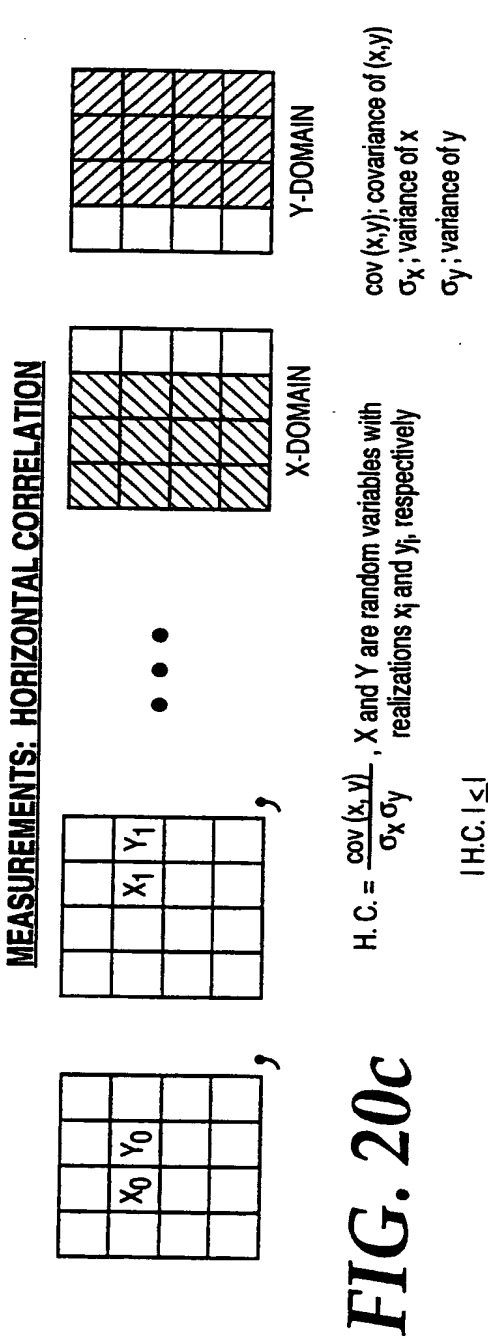 MEASUREMENTS: HORIZONTAL CORRELATION
X0 Y0
,
X1 Y1
,
• • •
X-DOMAIN
Y-DOMAIN
FIG. 20c
H. C. = cov (x, y) / σx σy , X and Y are random variables with
realizations xi and yi, respectively
| H.C. | ≤ |
cov (x,y); covariance of (x,y)
σx ; variance of x
σy ; variance of y